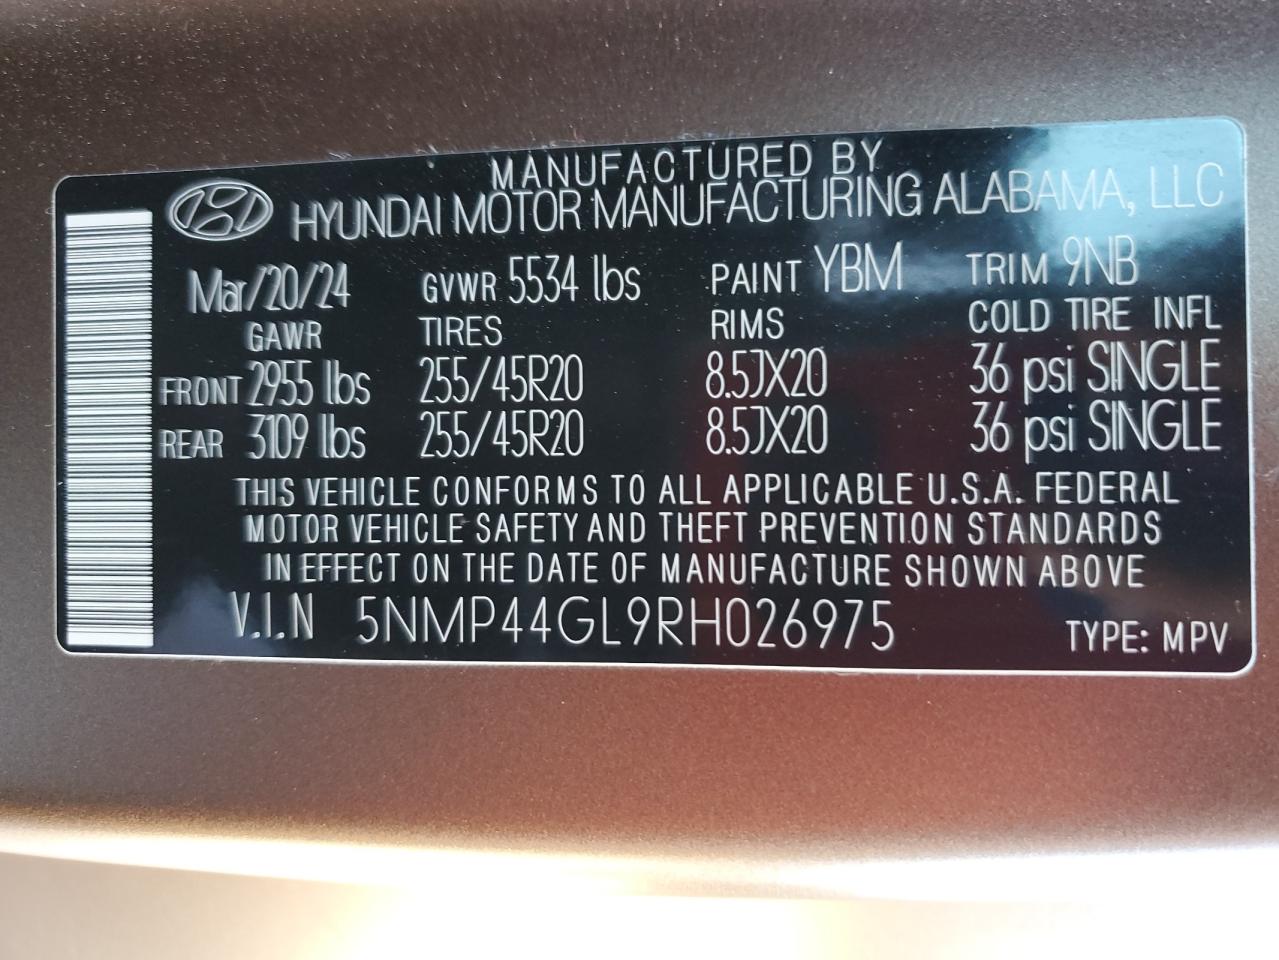 MANUFACTURED BY
HYUNDAI MOTOR MANUFACTURING ALABAMA, LLC
Mar/20/24 GVWR 5534 lbs PAINT YBM TRIM 9NB
GAWR TIRES RIMS COLD TIRE INFL
FRONT 2955 lbs 255/45R20 8.5JX20 36 psi SINGLE
REAR 3109 lbs 255/45R20 8.5JX20 36 psi SINGLE
THIS VEHICLE CONFORMS TO ALL APPLICABLE U.S.A. FEDERAL
MOTOR VEHICLE SAFETY AND THEFT PREVENTION STANDARDS
IN EFFECT ON THE DATE OF MANUFACTURE SHOWN ABOVE
V.I.N 5NMP44GL9RH026975 TYPE: MPV